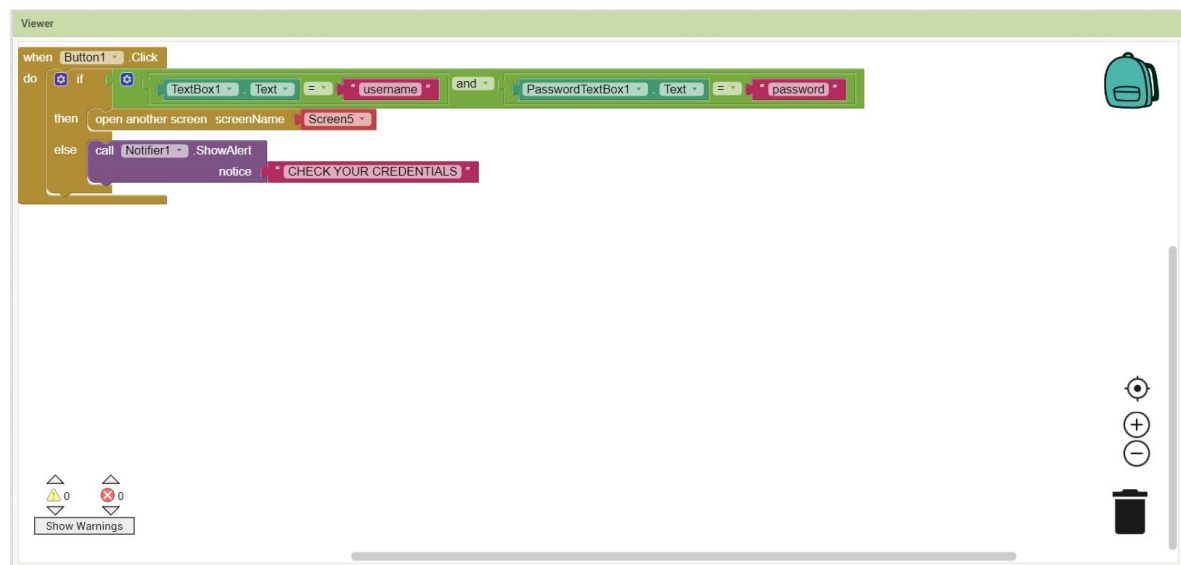 Viewer
when Button1 .Click
do if TextBox1 . Text = " username " and PasswordTextBox1 . Text = " password "
then open another screen screenName Screen5
else call Notifier1 .ShowAlert
notice " CHECK YOUR CREDENTIALS "
0 0
Show Warnings